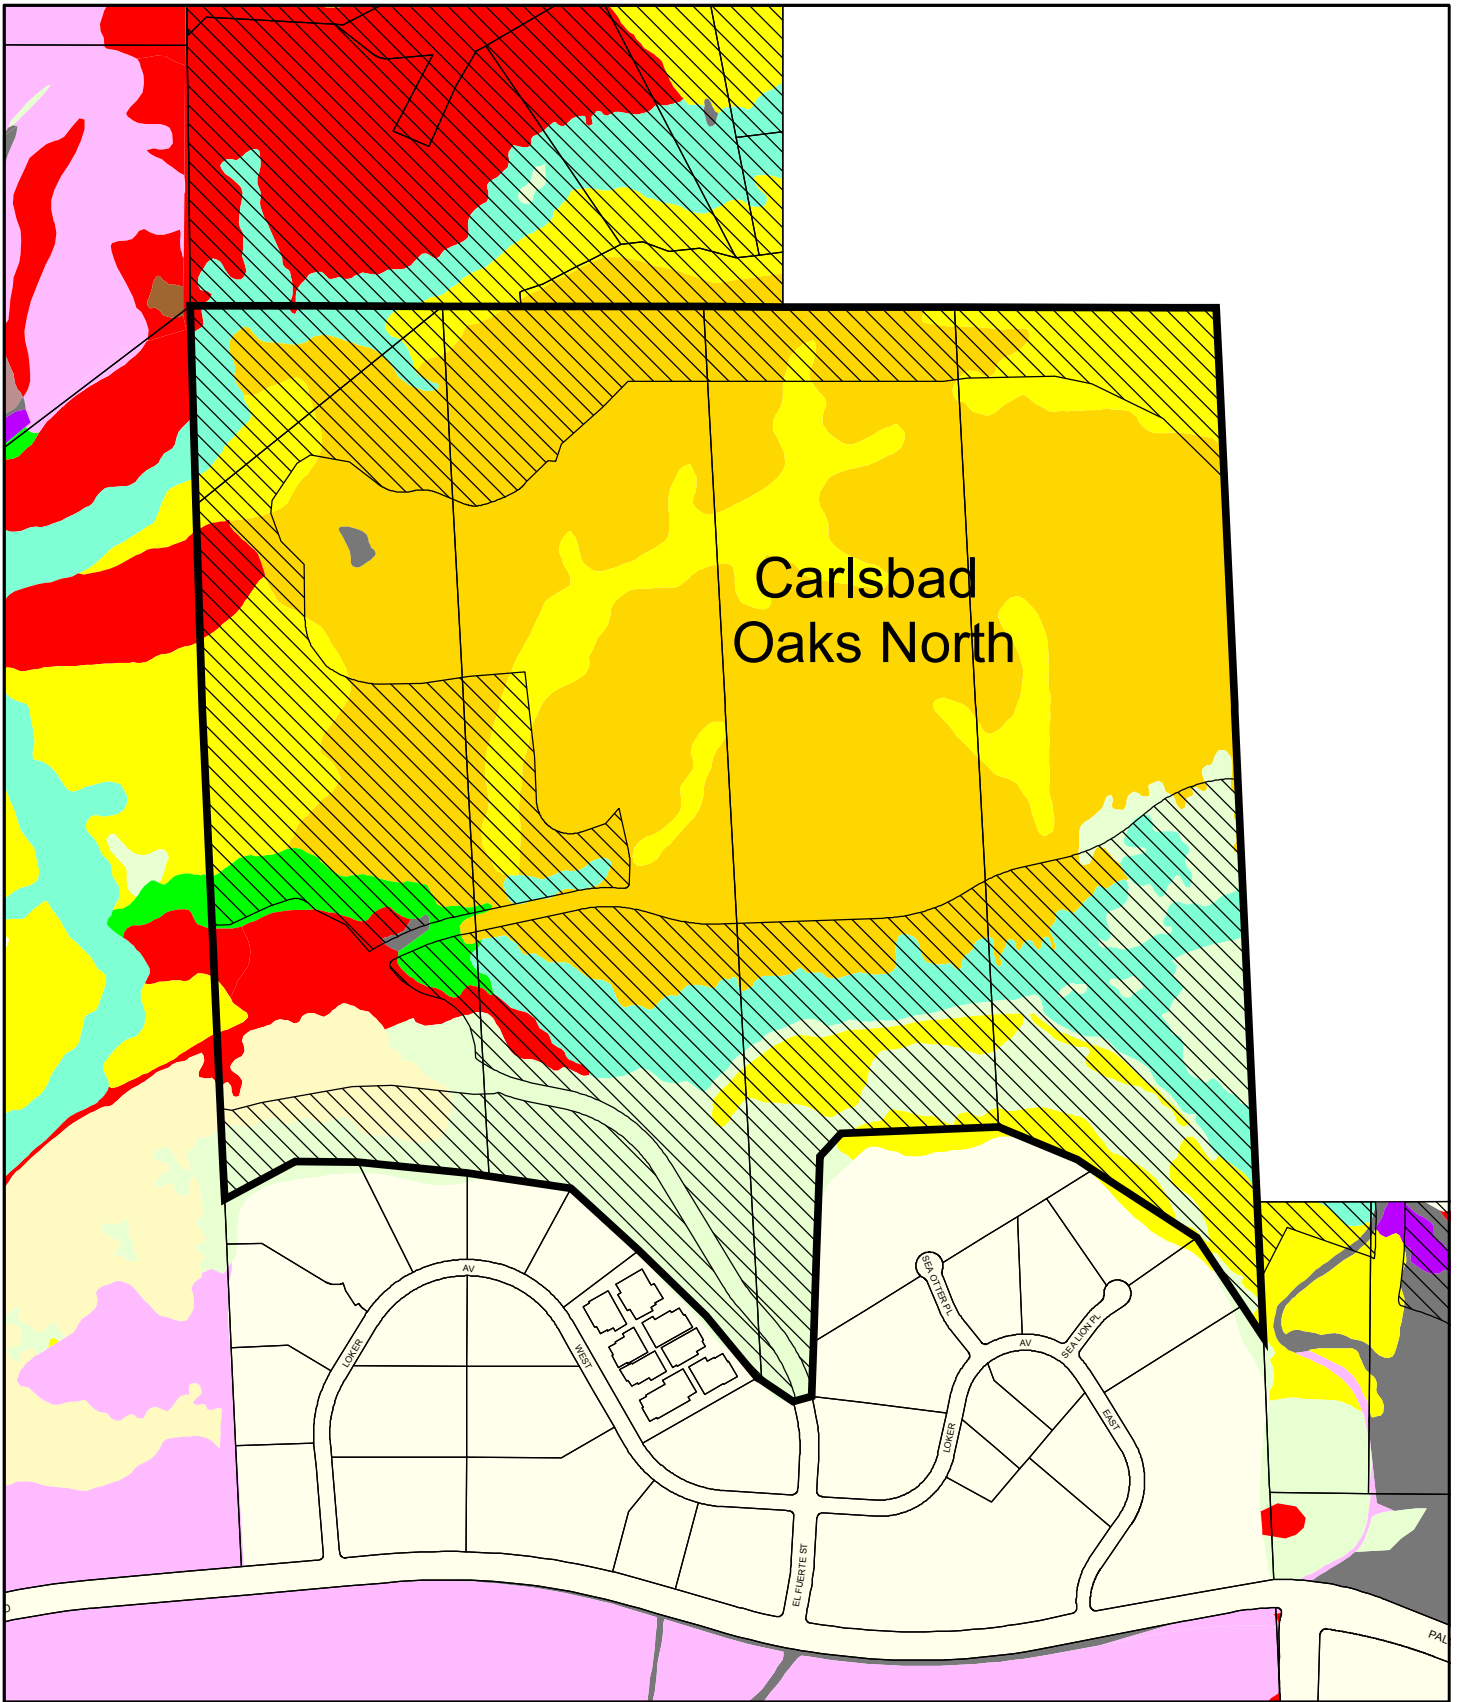 Carlsbad
Oaks North
SEA OTTER PL
AV
AV
SEA LION PL
LOKER
WEST
EAST
LOKER
EL FUERTE ST
D
PAL